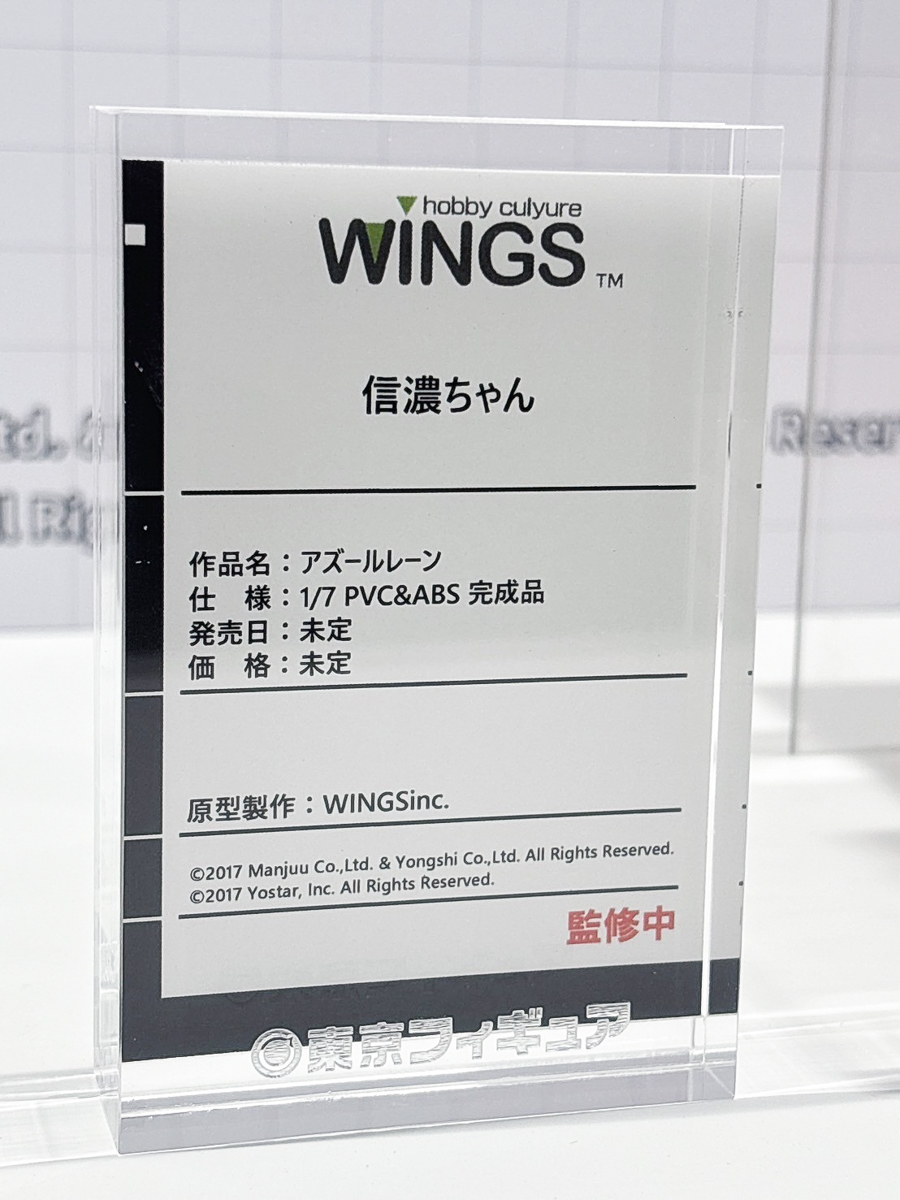 hobby culyure
WiNGS TM
信濃ちゃん
作品名：アズールレーン
仕　様：1/7 PVC&ABS 完成品
発売日：未定
価　格：未定
原型製作：WINGSinc.
©2017 Manjuu Co.,Ltd. & Yongshi Co.,Ltd. All Rights Reserved.
©2017 Yostar, Inc. All Rights Reserved.
監修中
東京フィギュア